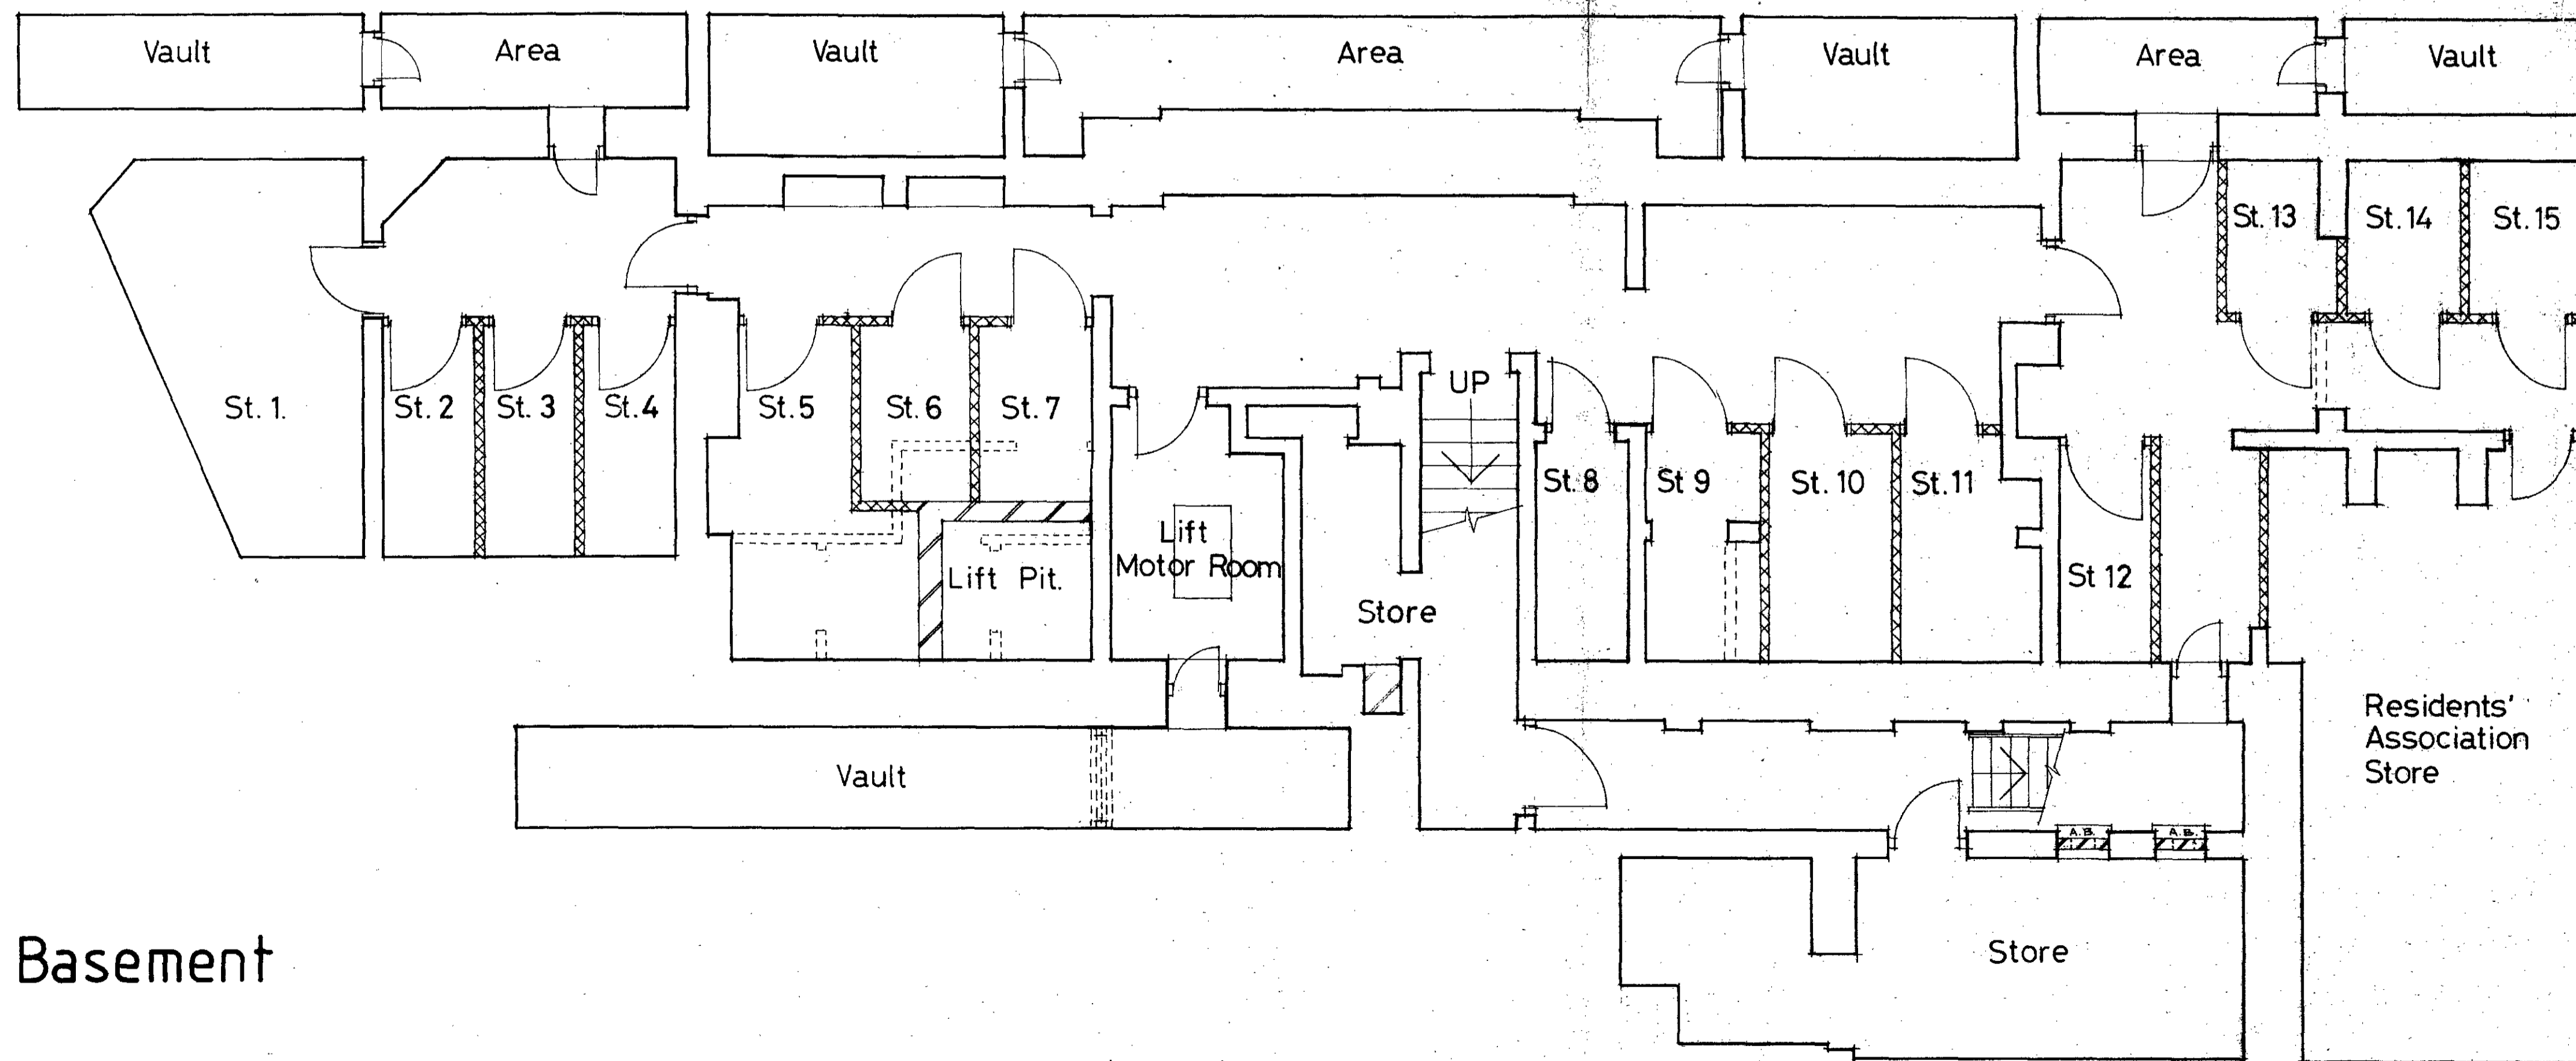 Vault
Area
Vault
Area
Vault
Area
Vault
St. 13
St. 14
St. 15
UP
St. 1.
St. 2
St. 3
St. 4
St. 5
St. 6
St. 7
St. 8
St 9
St. 10
St. 11
Lift
Motor Room
Lift Pit.
St 12
Store
Residents'
Association
Store
Vault
A.B.
A.B.
Store
Basement